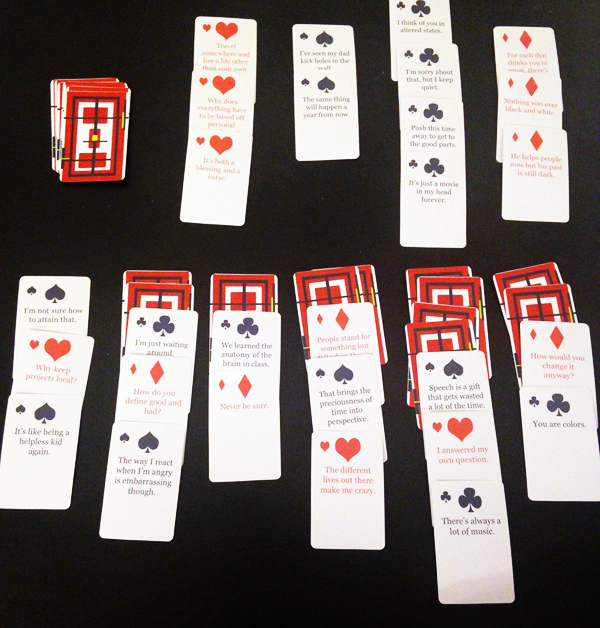 Travel
somewhere and
live a life other
than your own.
Why does
everything have
to be based off
personal
It's both a
blessing and a
curse.
I've seen my dad
kick holes in the
wall
The same thing
will happen a
year from now.
I think of you in
altered states.
I'm sorry about
that, but I keep
quiet.
Push this time
away to get to
the good parts.
It's just a movie
in my head
forever.
For each that
thinks you're
there's
Nothing was ever
black and white.
He helps people
now but his past
is still dark.
I'm not sure how
to attain that.
Why keep
projects local?
It's like being a
helpless kid
again.
I'm just waiting
around.
How do you
define good and
bad?
The way I react
when I'm angry
is embarrassing
though.
We learned the
anatomy of the
brain in class.
Never be sure.
People stand for
something but
That brings the
preciousness of
time into
perspective.
The different
lives out there
make me crazy.
Speech is a gift
that gets wasted
a lot of the time.
I answered my
own question.
There's always a
lot of music.
How would you
change it
anyway?
You are colors.